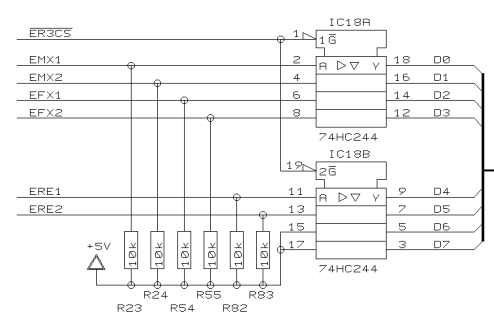 IC18A
ER3CS 1 1G
EMX1 2 A ▷▽ Y 18 D0
EMX2 4 16 D1
EFX1 6 14 D2
EFX2 8 12 D3
74HC244
IC18B
19 2G
ERE1 11 A ▷▽ Y 9 D4
ERE2 13 7 D5
15 5 D6
+5V 10k 10k 10k 10k 10k 10k 17 3 D7
74HC244
R24 R55 R83
R23 R54 R82